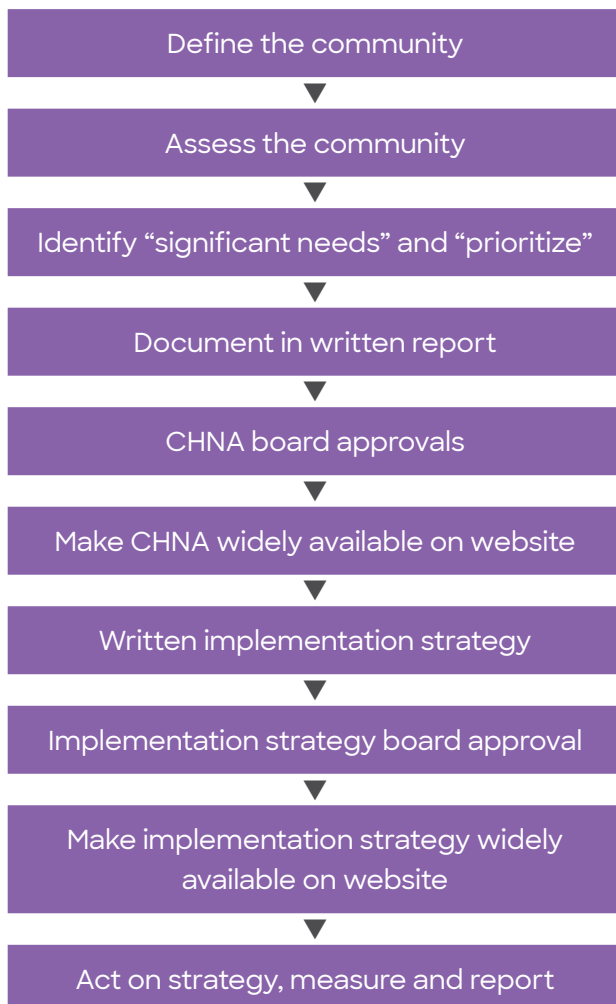 Define the community
Assess the community
Identify “significant needs” and “prioritize”
Document in written report
CHNA board approvals
Make CHNA widely available on website
Written implementation strategy
Implementation strategy board approval
Make implementation strategy widely
available on website
Act on strategy, measure and report